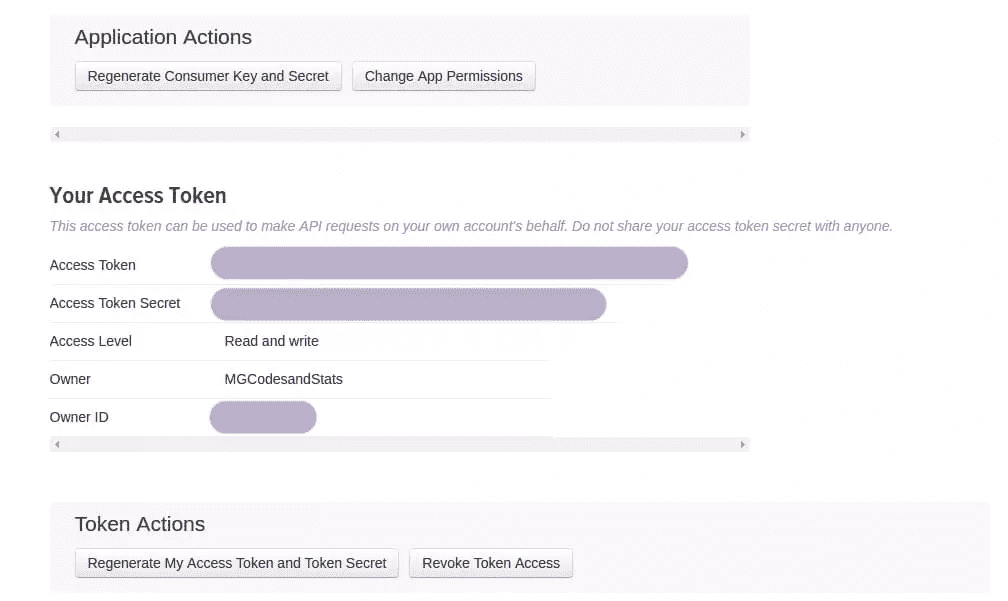 Application Actions
Regenerate Consumer Key and Secret Change App Permissions
Your Access Token
This access token can be used to make API requests on your own account's behalf. Do not share your access token secret with anyone.
Access Token
Access Token Secret
Access Level Read and write
Owner MGCodesandStats
Owner ID
Token Actions
Regenerate My Access Token and Token Secret Revoke Token Access